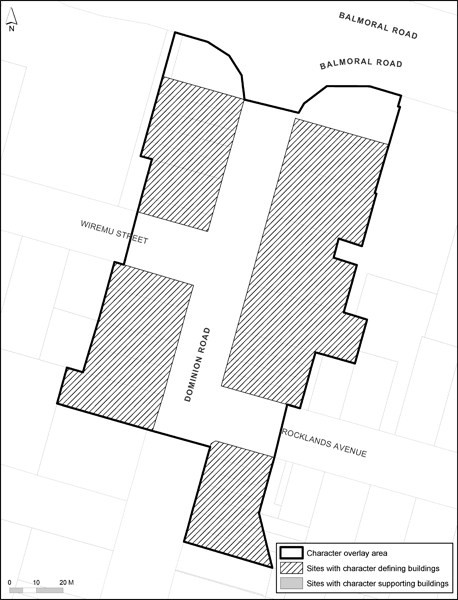 N
BALMORAL ROAD
BALMORAL ROAD
WIREMU STREET
DOMINION ROAD
ROCKLANDS AVENUE
Character overlay area
Sites with character defining buildings
Sites with character supporting buildings
0 10 20 M